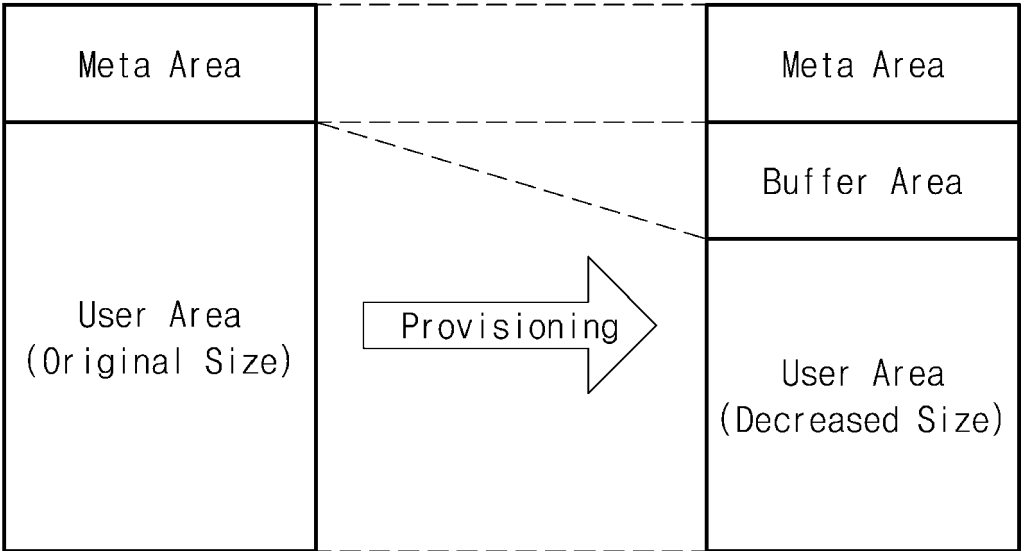 Meta Area
User Area
(Original Size)
Provisioning
Meta Area
Buffer Area
User Area
(Decreased Size)